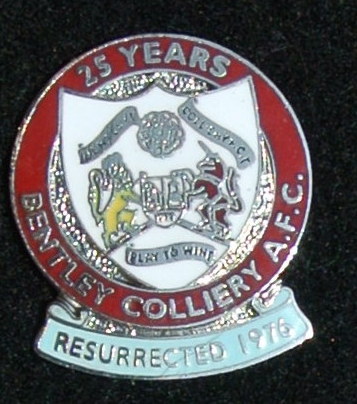 25 YEARS
PLAY TO WIN
BENTLEY COLLIERY A.F.C.
RESURRECTED 1976